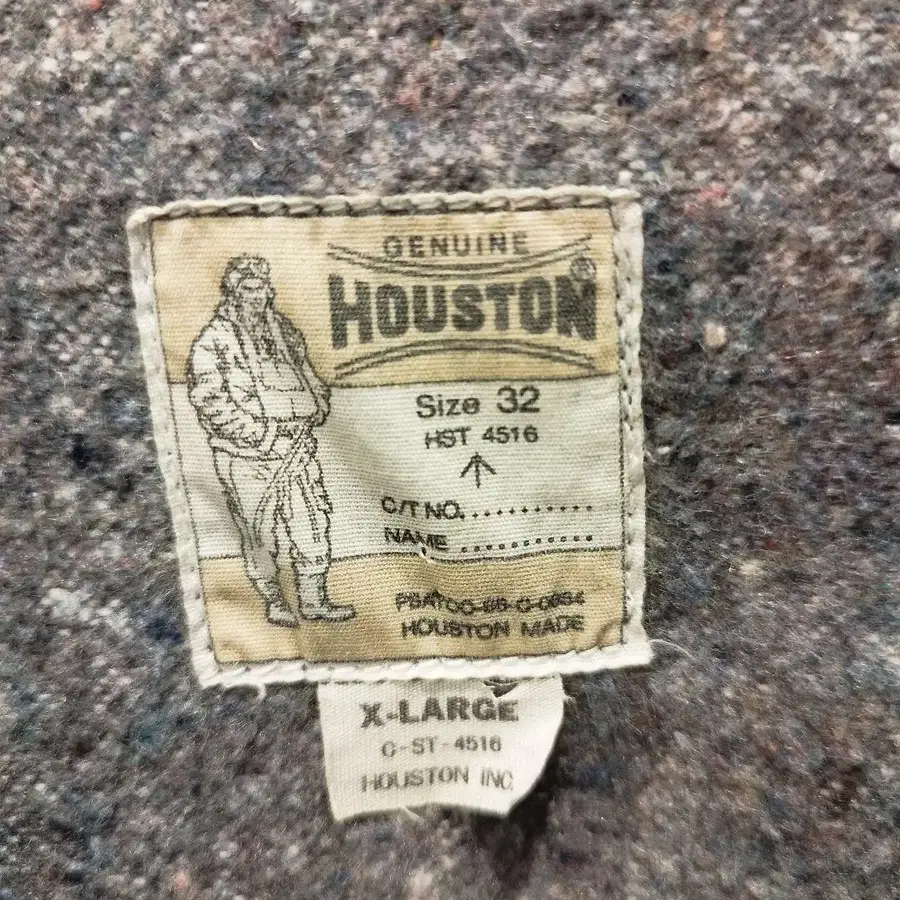 GENUINE
HOUSTON®
Size 32
HST 4516
C/T NO. ...........
NAME ...........
HOUSTON MADE
X-LARGE
C-ST-4516
HOUSTON INC.